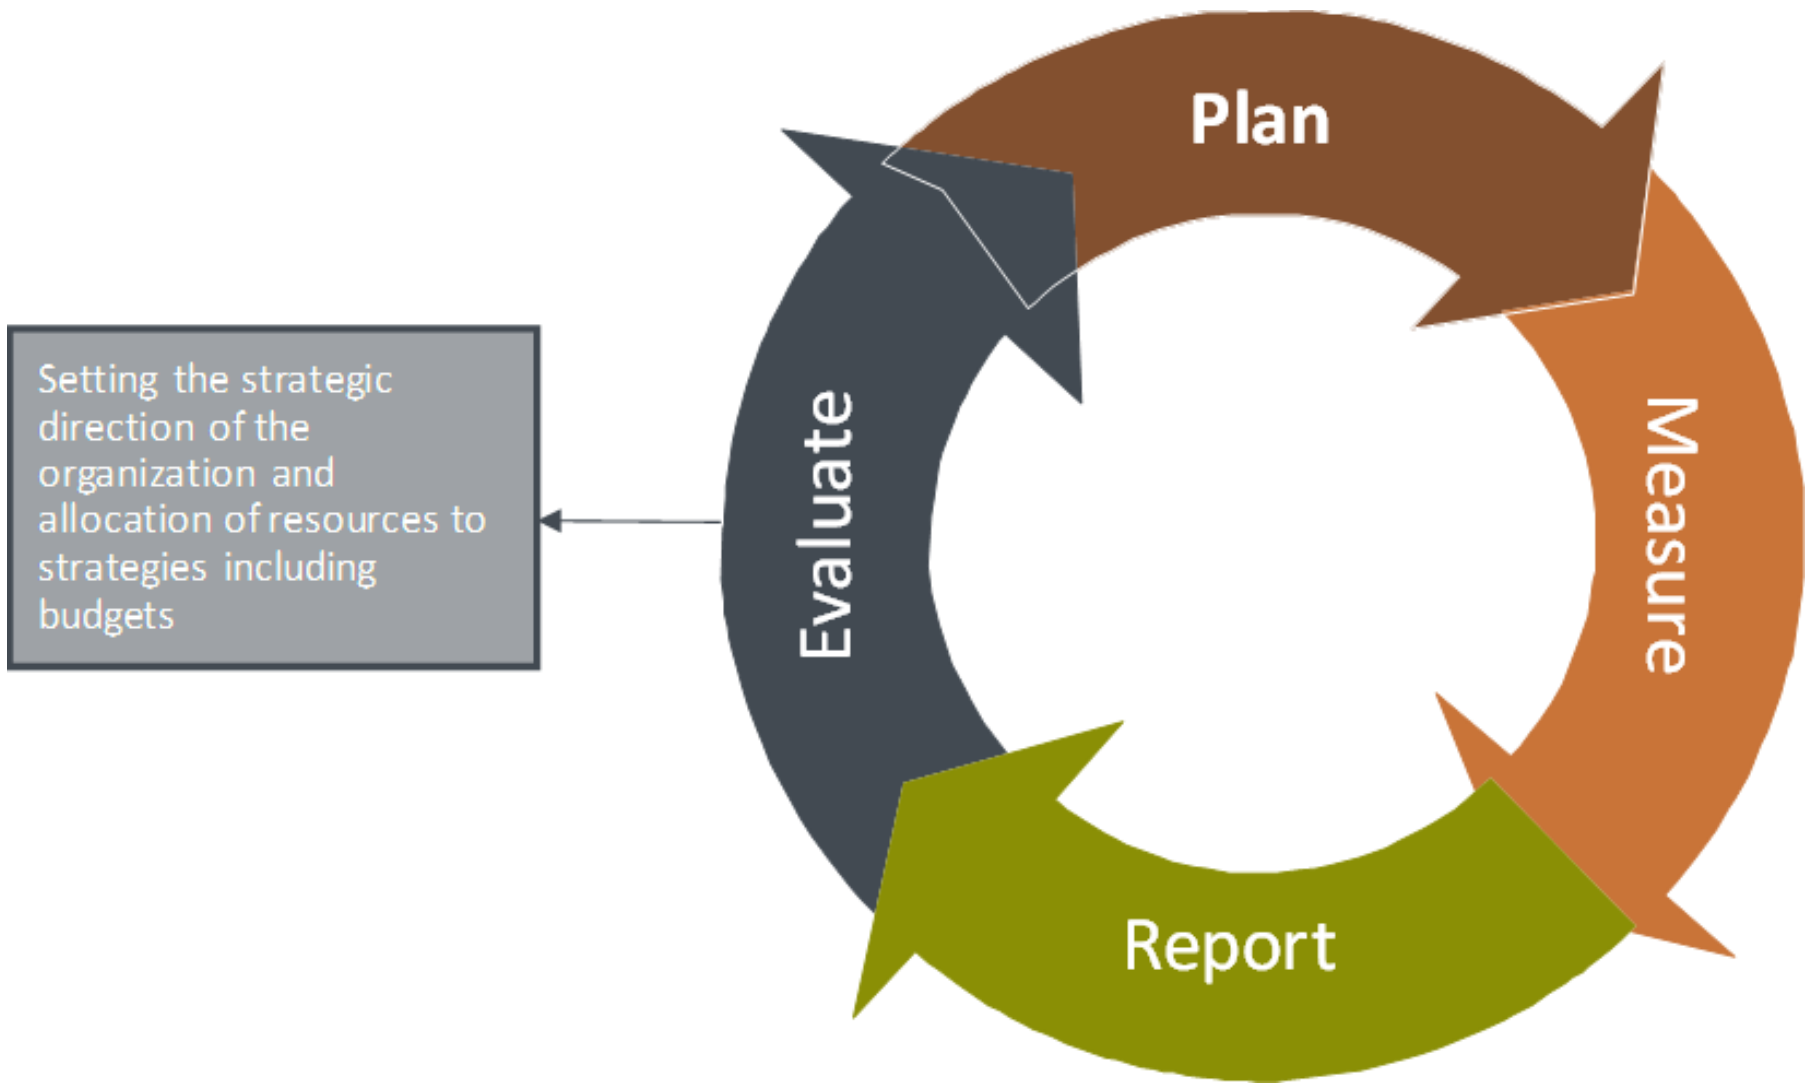 Plan
Setting the strategic
direction of the
organization and
allocation of resources to
strategies including
budgets
Evaluate
Measure
Report